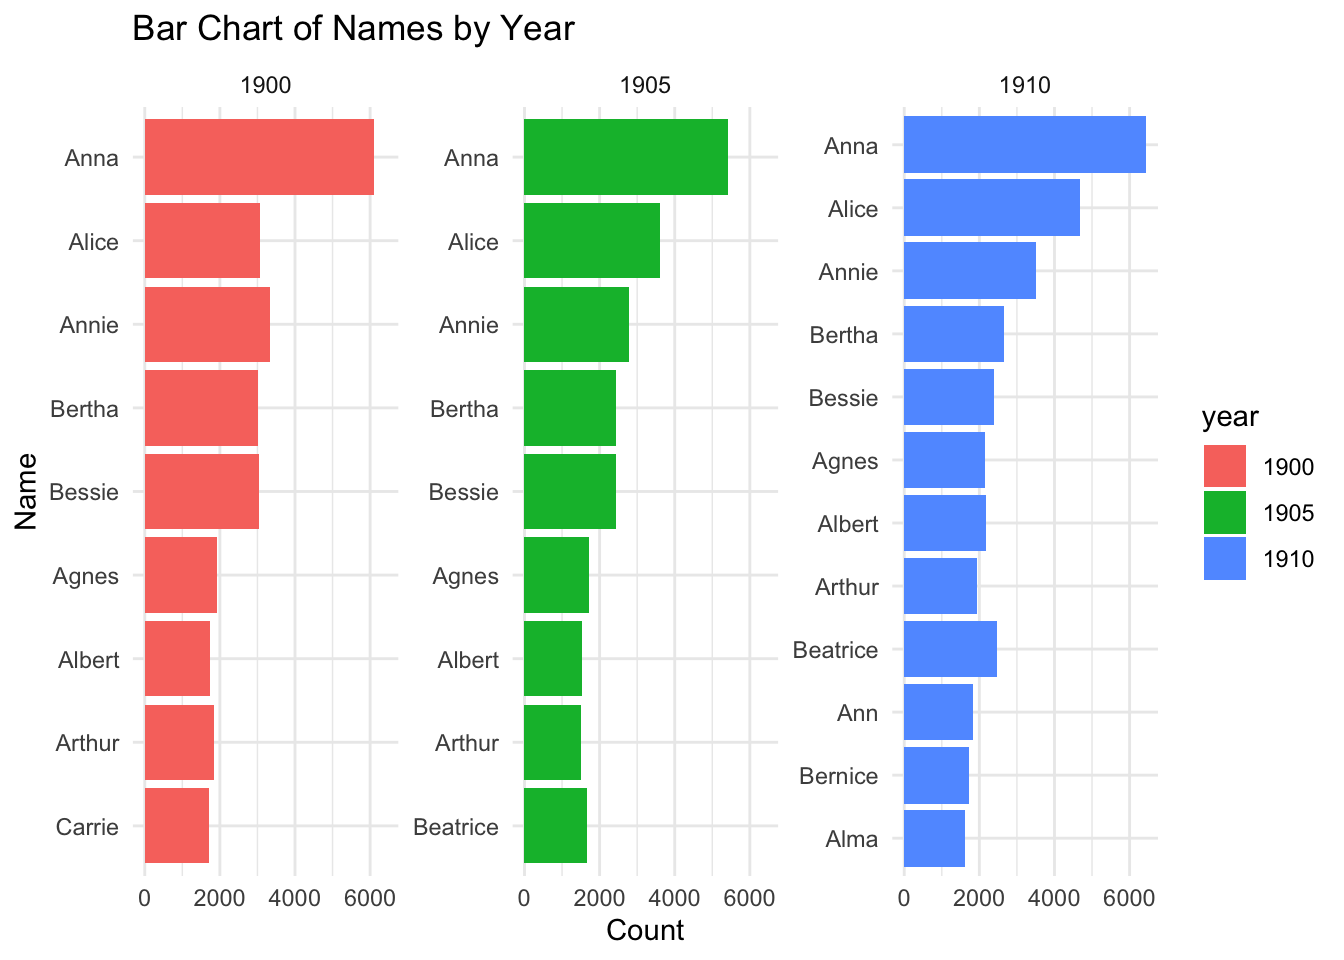 Bar Chart of Names by Year
1900
Anna
Alice
Annie
Bertha
Bessie
Agnes
Albert
Arthur
Carrie
0 2000 4000 6000
1905
Anna
Alice
Annie
Bertha
Bessie
Agnes
Albert
Arthur
Beatrice
0 2000 4000 6000
1910
Anna
Alice
Annie
Bertha
Bessie
Agnes
Albert
Arthur
Beatrice
Ann
Bernice
Alma
0 2000 4000 6000
Name
Count
year
1900
1905
1910